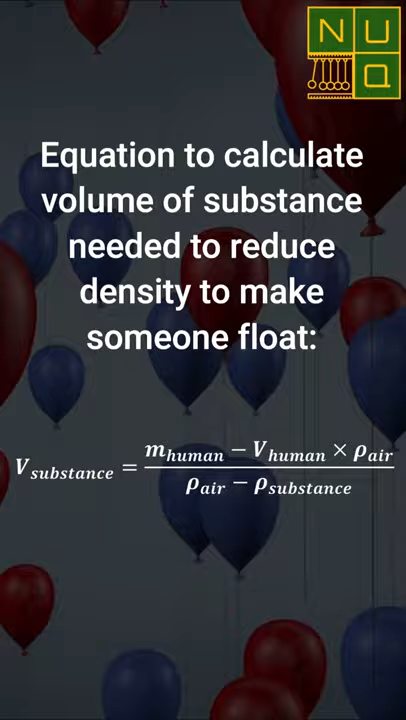 NU
Q
Equation to calculate
volume of substance
needed to reduce
density to make
someone float:
V_substance = (m_human − V_human × ρ_air) / (ρ_air − ρ_substance)